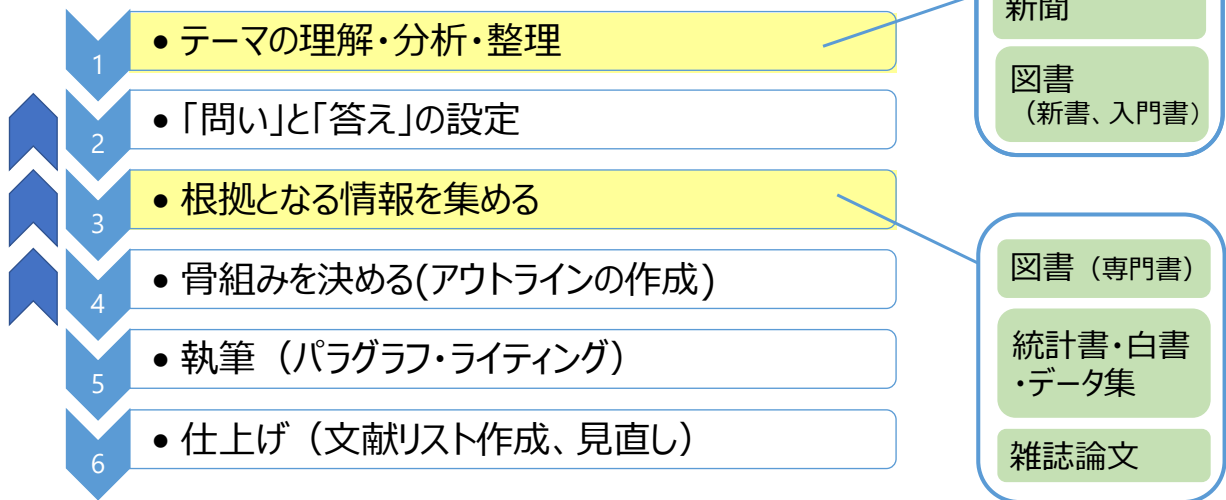 1
• テーマの理解・分析・整理
2
• 「問い」と「答え」の設定
3
• 根拠となる情報を集める
4
• 骨組みを決める(アウトラインの作成)
5
• 執筆（パラグラフ・ライティング）
6
• 仕上げ（文献リスト作成、見直し）
新聞
図書
（新書、入門書）
図書（専門書）
統計書・白書
・データ集
雑誌論文